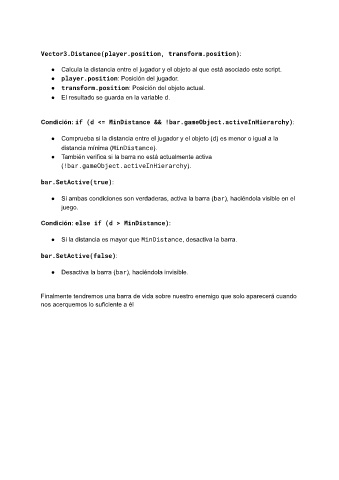 Vector3.Distance(player.position, transform.position):
● Calcula la distancia entre el jugador y el objeto al que está asociado este script.
● player.position: Posición del jugador.
● transform.position: Posición del objeto actual.
● El resultado se guarda en la variable d.
Condición: if (d <= MinDistance && !bar.gameObject.activeInHierarchy):
● Comprueba si la distancia entre el jugador y el objeto (d) es menor o igual a la
distancia mínima (MinDistance).
● También verifica si la barra no está actualmente activa
(!bar.gameObject.activeInHierarchy).
bar.SetActive(true):
● Si ambas condiciones son verdaderas, activa la barra (bar), haciéndola visible en el
juego.
Condición: else if (d > MinDistance):
● Si la distancia es mayor que MinDistance, desactiva la barra.
bar.SetActive(false):
● Desactiva la barra (bar), haciéndola invisible.
Finalmente tendremos una barra de vida sobre nuestro enemigo que solo aparecerá cuando
nos acerquemos lo suficiente a él.